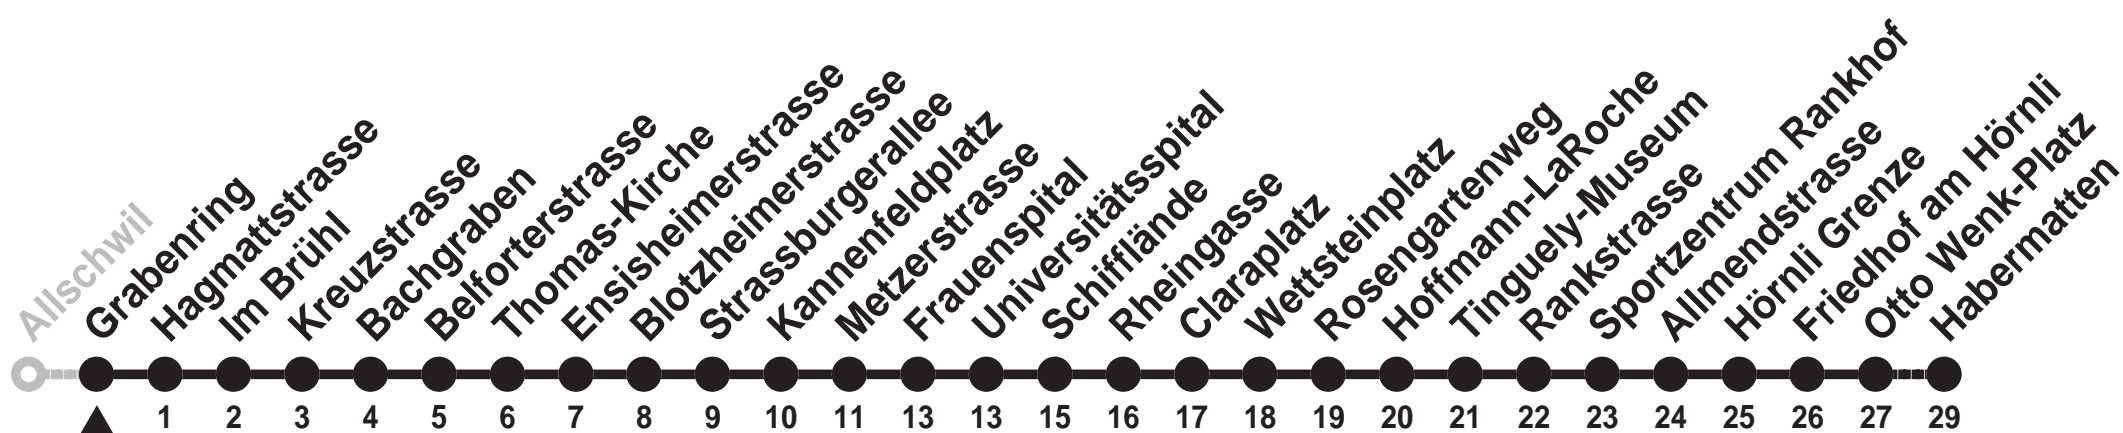 Allschwil
Grabenring
Hagmattstrasse
Im Brühl
Kreuzstrasse
Bachgraben
Belforterstrasse
Thomas-Kirche
Ensisheimerstrasse
Blotzheimerstrasse
Strassburgerallee
Kannenfeldplatz
Metzerstrasse
Frauenspital
Universitätsspital
Schifflände
Rheingasse
Claraplatz
Wettsteinplatz
Rosengartenweg
Hoffmann-LaRoche
Tinguely-Museum
Rankstrasse
Sportzentrum Rankhof
Allmendstrasse
Hörnli Grenze
Friedhof am Hörnli
Otto Wenk-Platz
Habermatten
1 2 3 4 5 6 7 8 9 10 11 13 13 15 16 17 18 19 20 21 22 23 24 25 26 27 29